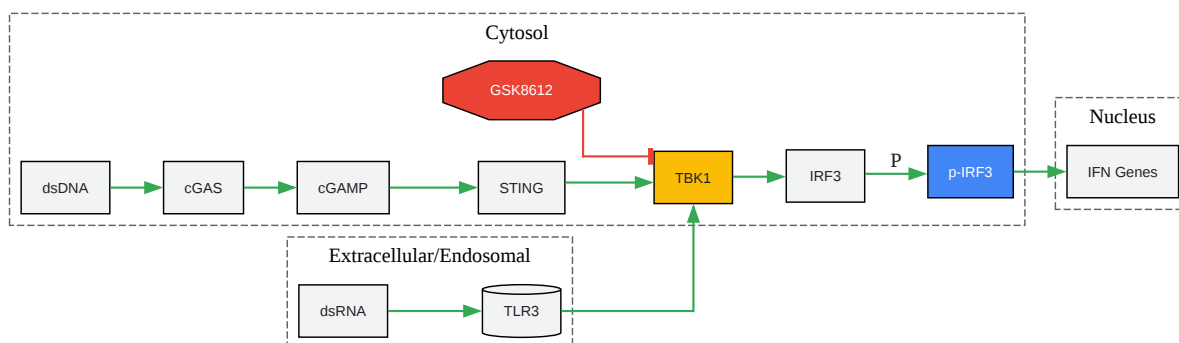 Cytosol
GSK8612
Nucleus
dsDNA
cGAS
cGAMP
STING
TBK1
IRF3
P
p-IRF3
IFN Genes
Extracellular/Endosomal
dsRNA
TLR3